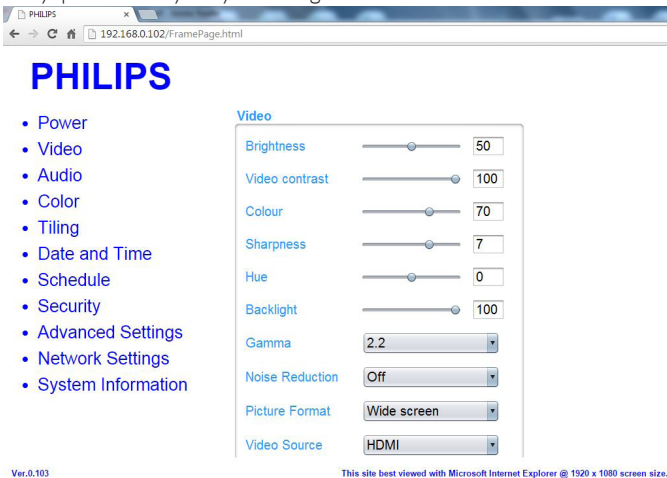 PHILIPS
192.168.0.102/FramePage.html
PHILIPS
• Power
• Video
• Audio
• Color
• Tiling
• Date and Time
• Schedule
• Security
• Advanced Settings
• Network Settings
• System Information
Video
Brightness 50
Video contrast 100
Colour 70
Sharpness 7
Hue 0
Backlight 100
Gamma 2.2
Noise Reduction Off
Picture Format Wide screen
Video Source HDMI
Ver.0.103
This site best viewed with Microsoft Internet Explorer @ 1920 x 1080 screen size.